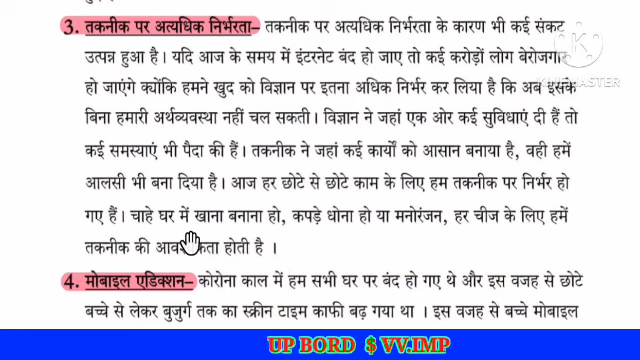 3. तकनीक पर अत्यधिक निर्भरता– तकनीक पर अत्यधिक निर्भरता के कारण भी कई संकट
उत्पन्न हुआ है। यदि आज के समय में इंटरनेट बंद हो जाए तो कई करोड़ों लोग बेरोजगार
हो जाएंगे क्योंकि हमने खुद को विज्ञान पर इतना अधिक निर्भर कर लिया है कि अब इसके
बिना हमारी अर्थव्यवस्था नहीं चल सकती। विज्ञान ने जहां एक ओर कई सुविधाएं दी हैं तो
कई समस्याएं भी पैदा की हैं। तकनीक ने जहां कई कार्यों को आसान बनाया है, वही हमें
आलसी भी बना दिया है। आज हर छोटे से छोटे काम के लिए हम तकनीक पर निर्भर हो
गए हैं। चाहे घर में खाना बनाना हो, कपड़े धोना हो या मनोरंजन, हर चीज के लिए हमें
तकनीक की आवश्यकता होती है ।
4. मोबाइल एडिक्शन– कोरोना काल में हम सभी घर पर बंद हो गए थे और इस वजह से छोटे
बच्चे से लेकर बुजुर्ग तक का स्क्रीन टाइम काफी बढ़ गया था । इस वजह से बच्चे मोबाइल
UP BORD $ VV.IMP
KINEMASTER